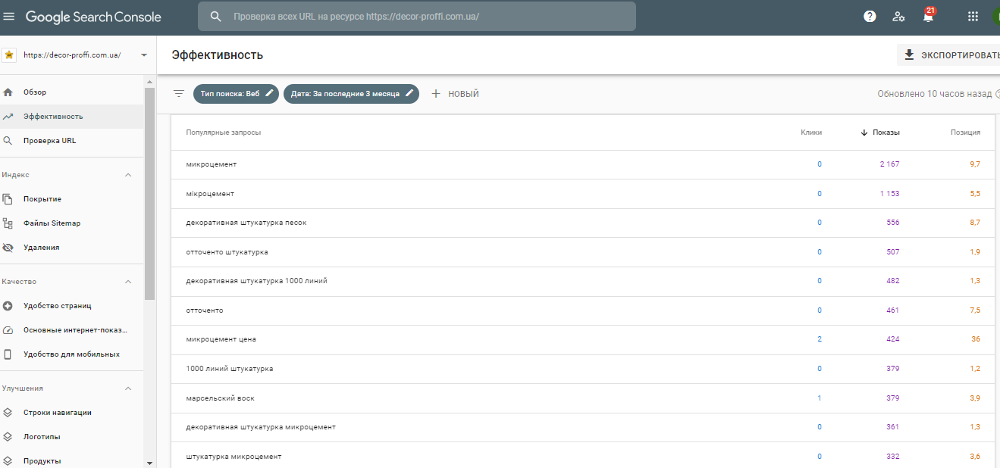 Google Search Console
Проверка всех URL на ресурсе https://decor-proffi.com.ua/
21
https://decor-proffi.com.ua/
Эффективность
ЭКСПОРТИРОВАТЬ
Обзор
Эффективность
Проверка URL
Индекс
Покрытие
Файлы Sitemap
Удаления
Качество
Удобство страниц
Основные интернет-показ...
Удобство для мобильных
Улучшения
Строки навигации
Логотипы
Продукты
Тип поиска: Веб
Дата: За последние 3 месяца
НОВЫЙ
Обновлено 10 часов назад
Популярные запросы Клики Показы Позиция
микроцемент 0 2 167 9,7
мікроцемент 0 1 153 5,5
декоративная штукатурка песок 0 556 8,7
отточенто штукатурка 0 507 1,9
декоративная штукатурка 1000 линий 0 482 1,3
отточенто 0 461 7,5
микроцемент цена 2 424 36
1000 линий штукатурка 0 379 1,2
марсельский воск 1 379 3,9
декоративная штукатурка микроцемент 0 361 1,3
штукатурка микроцемент 0 332 3,6